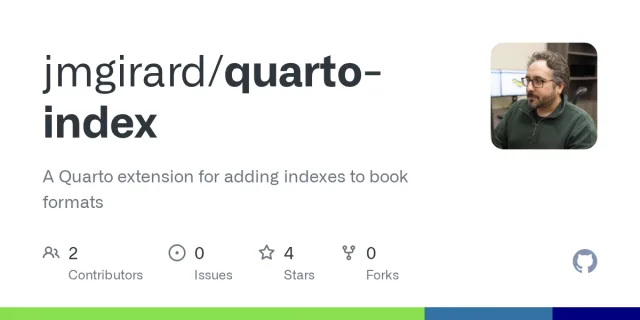 jmgirard/quarto-
index
A Quarto extension for adding indexes to book
formats
2 0 4 0
Contributors Issues Stars Forks